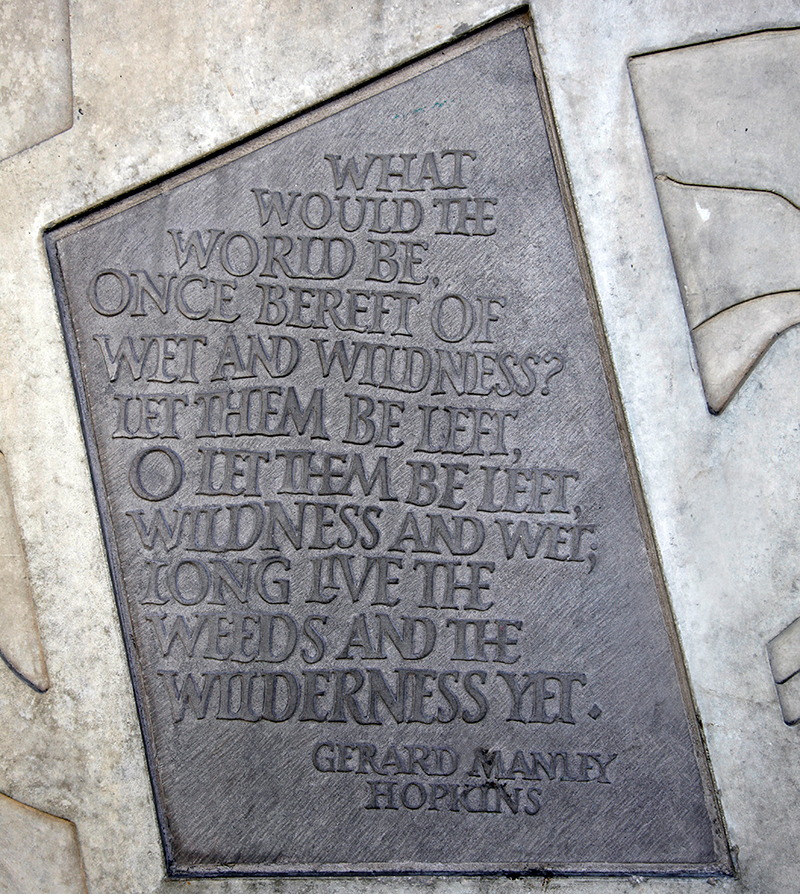 WHAT
WOULD THE
WORLD BE,
ONCE BEREFT OF
WET AND WILDNESS?
LET THEM BE LEFT,
O LET THEM BE LEFT,
WILDNESS AND WET;
LONG LIVE THE
WEEDS AND THE
WILDERNESS YET.
GERARD MANLEY
HOPKINS